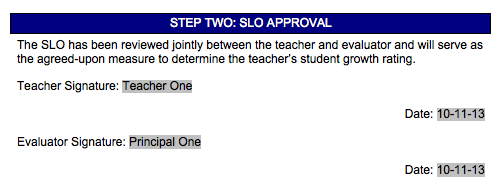 STEP TWO: SLO APPROVAL
The SLO has been reviewed jointly between the teacher and evaluator and will serve as
the agreed-upon measure to determine the teacher's student growth rating.
Teacher Signature: Teacher One
Date: 10-11-13
Evaluator Signature: Principal One
Date: 10-11-13